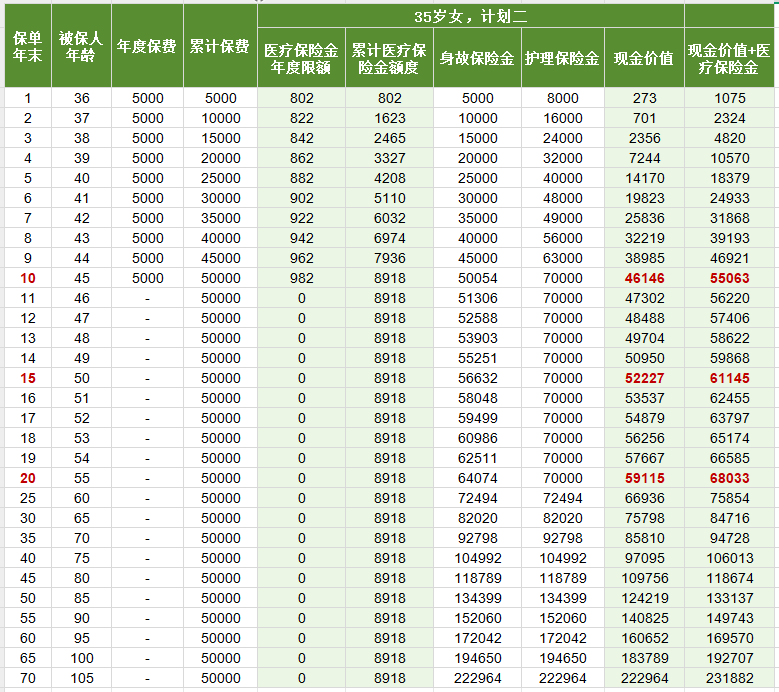 35岁女，计划二
保单年末 被保人年龄 年度保费 累计保费 医疗保险金年度限额 累计医疗保险金额度 身故保险金 护理保险金 现金价值 现金价值+医疗保险金
1 36 5000 5000 802 802 5000 8000 273 1075
2 37 5000 10000 822 1623 10000 16000 701 2324
3 38 5000 15000 842 2465 15000 24000 2356 4820
4 39 5000 20000 862 3327 20000 32000 7244 10570
5 40 5000 25000 882 4208 25000 40000 14170 18379
6 41 5000 30000 902 5110 30000 48000 19823 24933
7 42 5000 35000 922 6032 35000 49000 25836 31868
8 43 5000 40000 942 6974 40000 56000 32219 39193
9 44 5000 45000 962 7936 45000 63000 38985 46921
10 45 5000 50000 982 8918 50054 70000 46146 55063
11 46 - 50000 0 8918 51306 70000 47302 56220
12 47 - 50000 0 8918 52588 70000 48488 57406
13 48 - 50000 0 8918 53903 70000 49704 58622
14 49 - 50000 0 8918 55251 70000 50950 59868
15 50 - 50000 0 8918 56632 70000 52227 61145
16 51 - 50000 0 8918 58048 70000 53537 62455
17 52 - 50000 0 8918 59499 70000 54879 63797
18 53 - 50000 0 8918 60986 70000 56256 65174
19 54 - 50000 0 8918 62511 70000 57667 66585
20 55 - 50000 0 8918 64074 70000 59115 68033
25 60 - 50000 0 8918 72494 72494 66936 75854
30 65 - 50000 0 8918 82020 82020 75798 84716
35 70 - 50000 0 8918 92798 92798 85810 94728
40 75 - 50000 0 8918 104992 104992 97095 106013
45 80 - 50000 0 8918 118789 118789 109756 118674
50 85 - 50000 0 8918 134399 134399 124219 133137
55 90 - 50000 0 8918 152060 152060 140825 149743
60 95 - 50000 0 8918 172042 172042 160652 169570
65 100 - 50000 0 8918 194650 194650 183789 192707
70 105 - 50000 0 8918 222964 222964 222964 231882